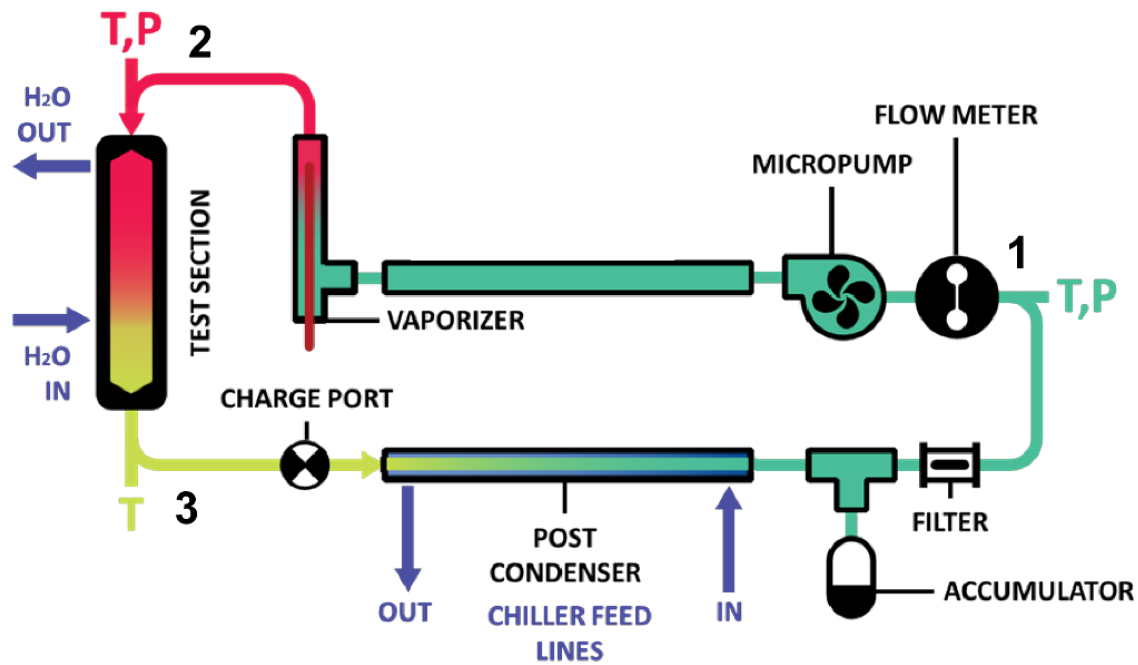 T,P
2
H₂O
OUT
FLOW METER
MICROPUMP
TEST SECTION
1
T,P
VAPORIZER
H₂O
IN
CHARGE PORT
T
3
POST
CONDENSER
FILTER
ACCUMULATOR
OUT
CHILLER FEED
LINES
IN